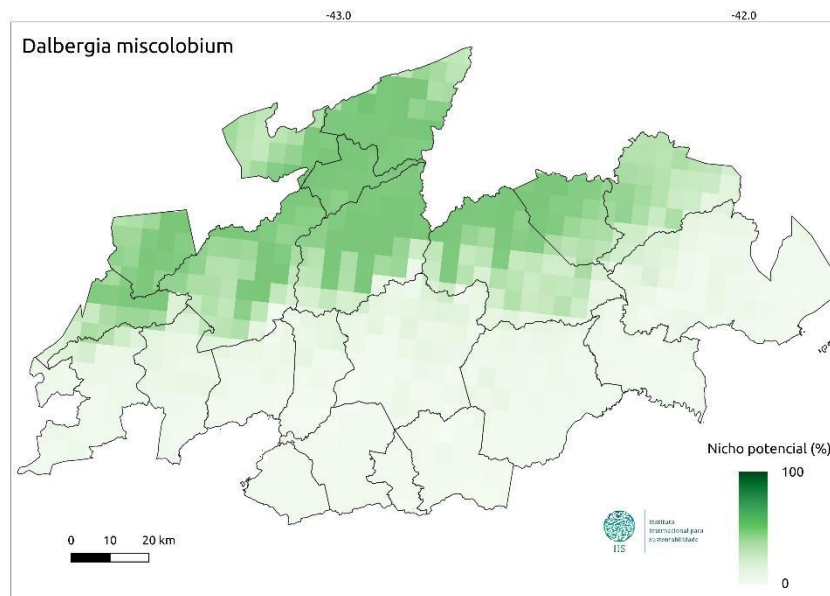 -43.0
-42.0
Dalbergia miscolobium
Nicho potencial (%)
100
0
0 10 20 km
IIS
Instituto
Internacional para
Sustentabilidade